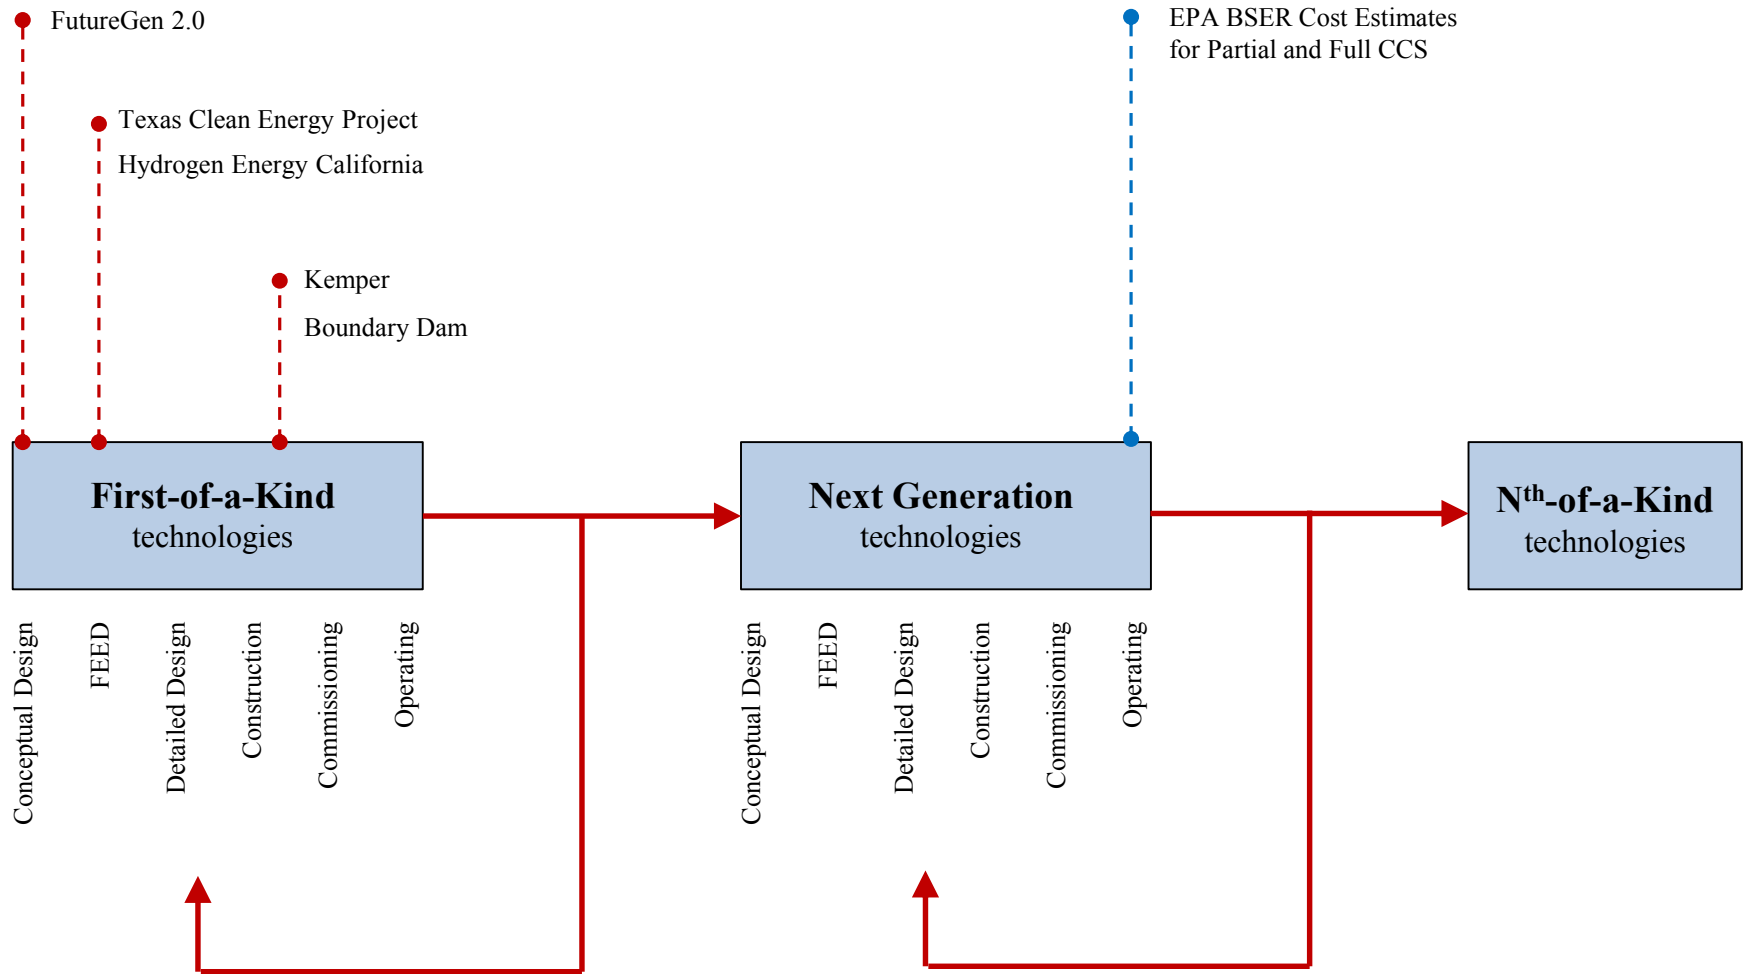 FutureGen 2.0
EPA BSER Cost Estimates
for Partial and Full CCS
Texas Clean Energy Project
Hydrogen Energy California
Kemper
Boundary Dam
First-of-a-Kind
technologies
Next Generation
technologies
Nth-of-a-Kind
technologies
Conceptual Design
FEED
Detailed Design
Construction
Commissioning
Operating
Conceptual Design
FEED
Detailed Design
Construction
Commissioning
Operating